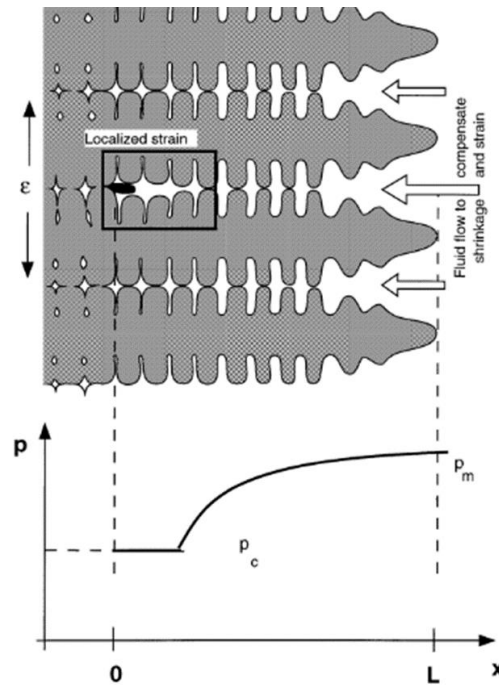 Localized strain
ε
Fluid flow to compensate
shrinkage and strain
p
p_m
p_c
0
L
x